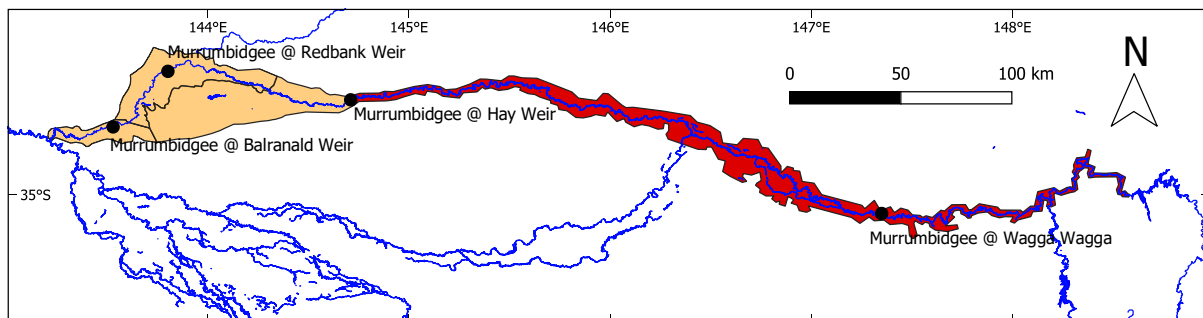 144°E 145°E 146°E 147°E 148°E
Murrumbidgee @ Redbank Weir
N
0 50 100 km
Murrumbidgee @ Hay Weir
Murrumbidgee @ Balranald Weir
35°S
Murrumbidgee @ Wagga Wagga